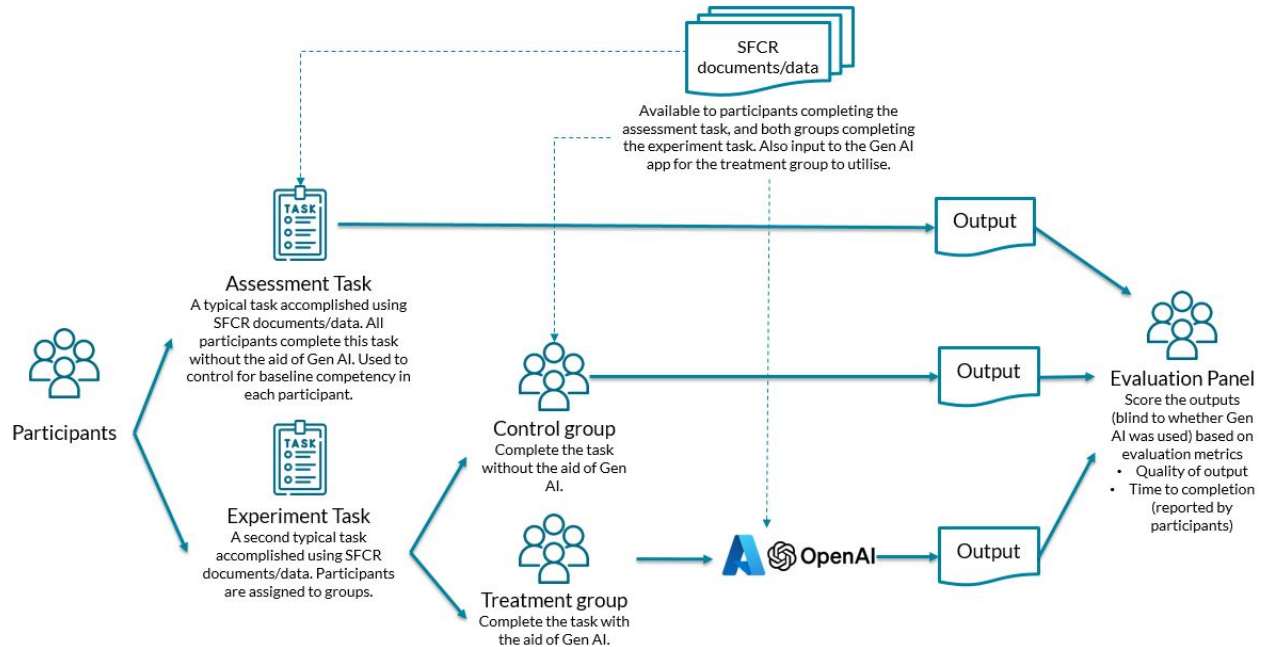 SFCR
documents/data
Available to participants completing the
assessment task, and both groups completing
the experiment task. Also input to the Gen AI
app for the treatment group to utilise.
TASK
Assessment Task
A typical task accomplished using
SFCR documents/data. All
participants complete this task
without the aid of Gen AI. Used to
control for baseline competency in
each participant.
Output
Participants
TASK
Experiment Task
A second typical task
accomplished using SFCR
documents/data. Participants
are assigned to groups.
Control group
Complete the task
without the aid of Gen
AI.
Output
Treatment group
Complete the task with
the aid of Gen AI.
OpenAI
Output
Evaluation Panel
Score the outputs
(blind to whether Gen
AI was used) based on
evaluation metrics
• Quality of output
• Time to completion
(reported by
participants)